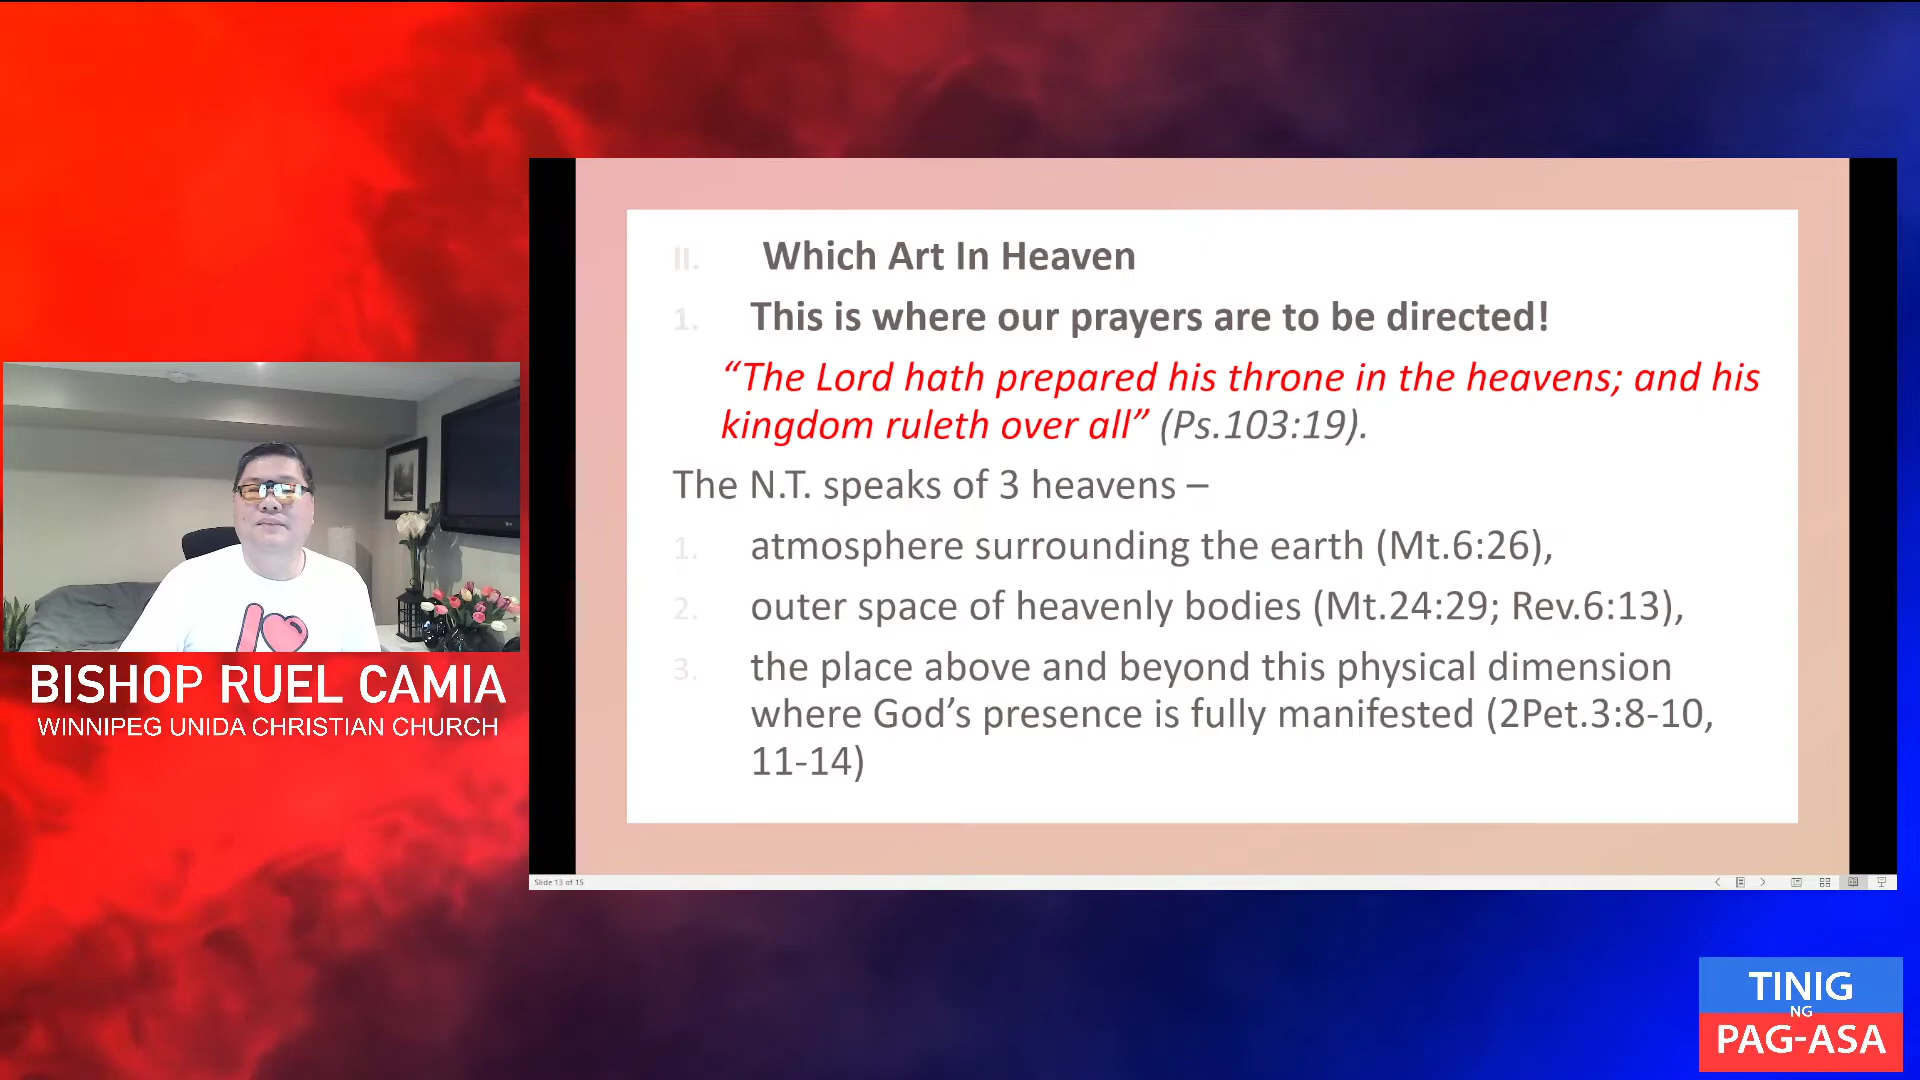 II. Which Art In Heaven
1. This is where our prayers are to be directed!
“The Lord hath prepared his throne in the heavens; and his
kingdom ruleth over all” (Ps.103:19).
The N.T. speaks of 3 heavens –
1. atmosphere surrounding the earth (Mt.6:26),
2. outer space of heavenly bodies (Mt.24:29; Rev.6:13),
3. the place above and beyond this physical dimension
where God’s presence is fully manifested (2Pet.3:8-10,
11-14)
Slide 13 of 15
I
BISHOP RUEL CAMIA
WINNIPEG UNIDA CHRISTIAN CHURCH
TINIG
NG
PAG-ASA